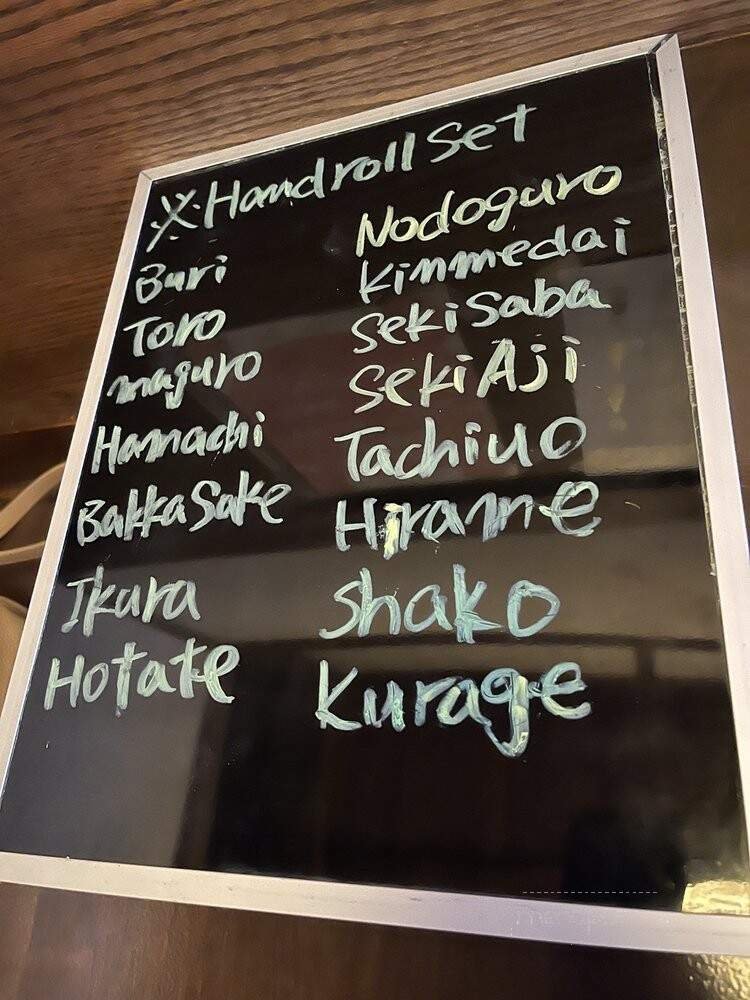 ※Handroll Set
Buri
Toro
maguro
Hamachi
Bakka Sake
Ikura
Hotate
Nodoguro
Kinmedai
Seki Saba
Seki Aji
Tachiuo
Hirame
Shako
Kurage